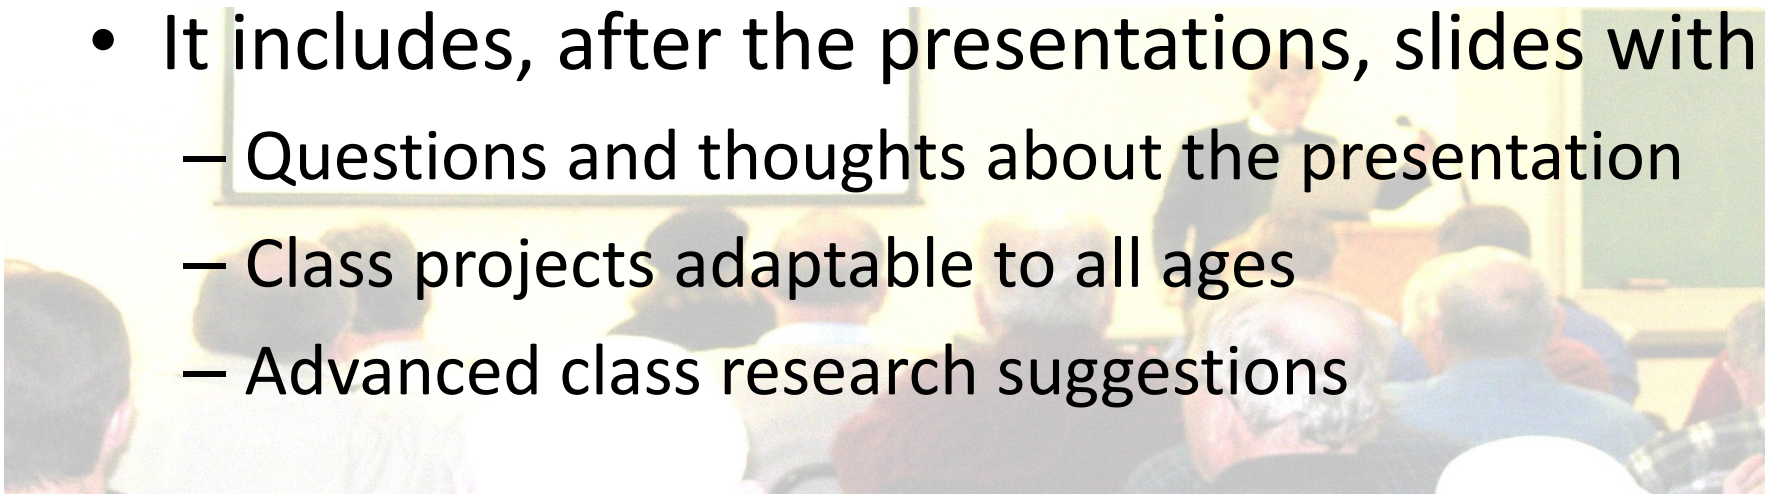 • It includes, after the presentations, slides with
– Questions and thoughts about the presentation
– Class projects adaptable to all ages
– Advanced class research suggestions